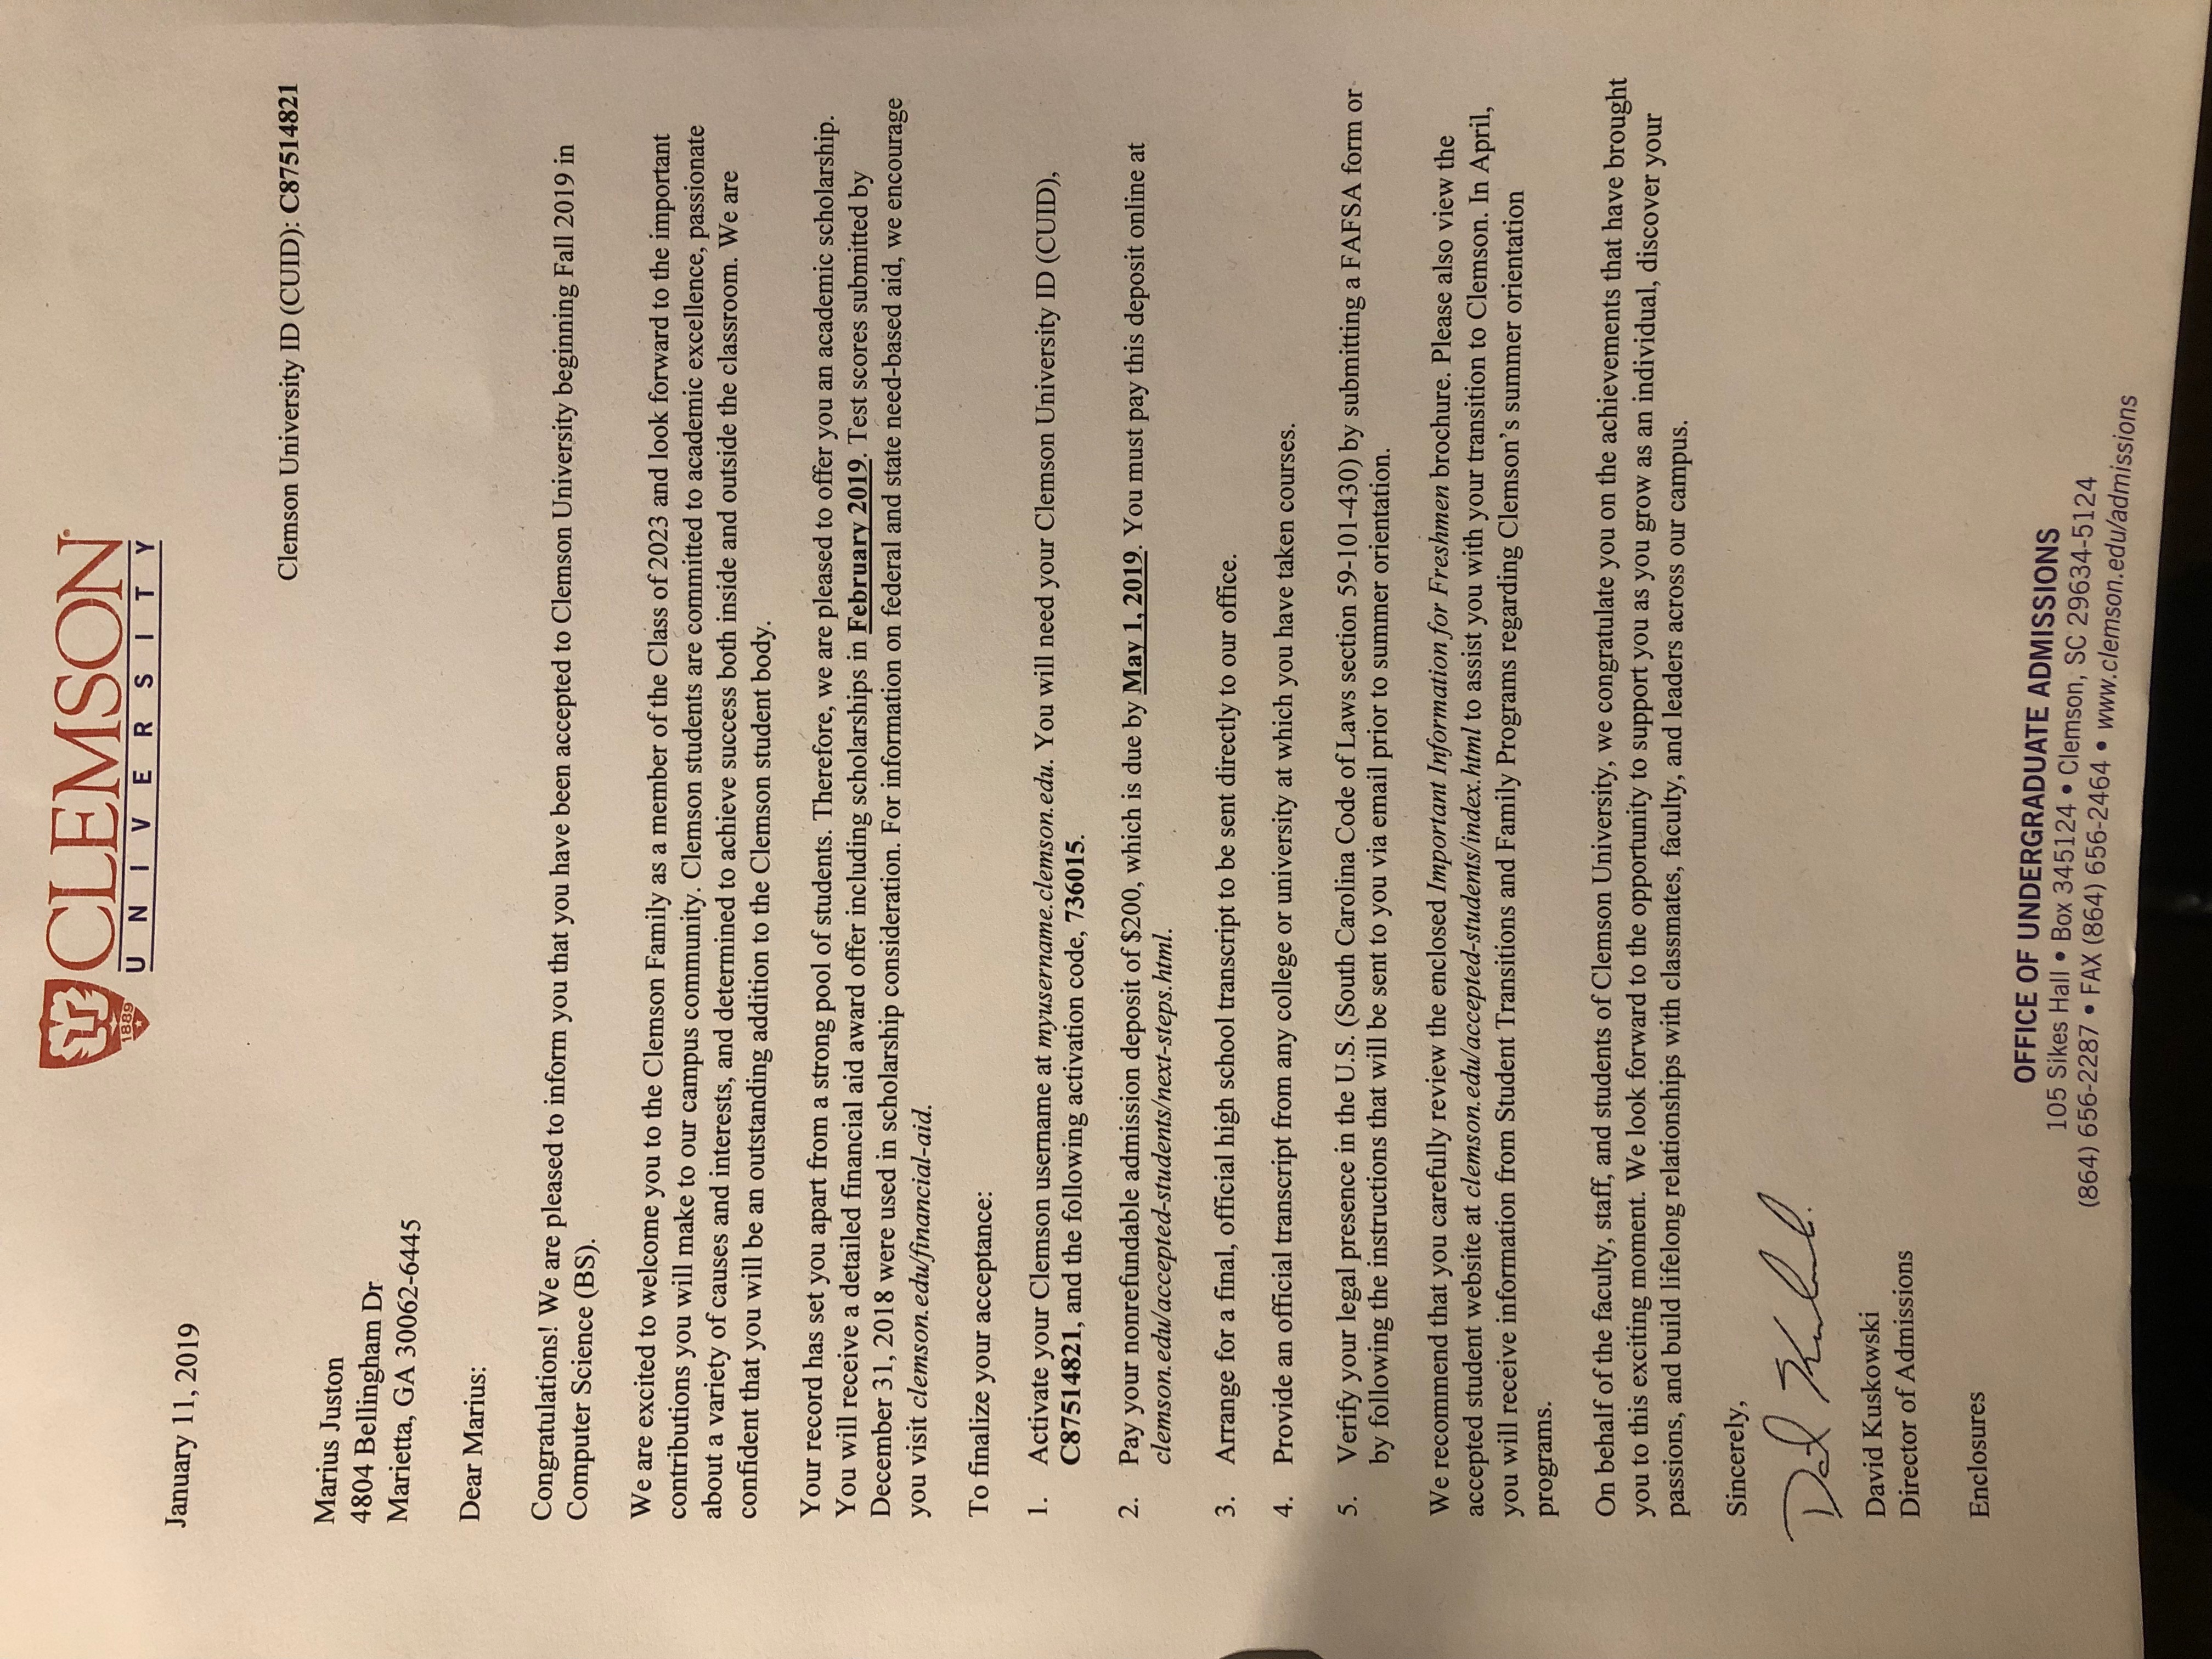 CLEMSON
UNIVERSITY
1889
January 11, 2019
Clemson University ID (CUID): C87514821
Marius Juston
4804 Bellingham Dr
Marietta, GA 30062-6445
Dear Marius:
Congratulations! We are pleased to inform you that you have been accepted to Clemson University beginning Fall 2019 in
Computer Science (BS).
We are excited to welcome you to the Clemson Family as a member of the Class of 2023 and look forward to the important
contributions you will make to our campus community. Clemson students are committed to academic excellence, passionate
about a variety of causes and interests, and determined to achieve success both inside and outside the classroom. We are
confident that you will be an outstanding addition to the Clemson student body.
Your record has set you apart from a strong pool of students. Therefore, we are pleased to offer you an academic scholarship.
You will receive a detailed financial aid award offer including scholarships in February 2019. Test scores submitted by
December 31, 2018 were used in scholarship consideration. For information on federal and state need-based aid, we encourage
you visit clemson.edu/financial-aid.
To finalize your acceptance:
1. Activate your Clemson username at myusername.clemson.edu. You will need your Clemson University ID (CUID),
C87514821, and the following activation code, 736015.
2. Pay your nonrefundable admission deposit of $200, which is due by May 1, 2019. You must pay this deposit online at
clemson.edu/accepted-students/next-steps.html.
3. Arrange for a final, official high school transcript to be sent directly to our office.
4. Provide an official transcript from any college or university at which you have taken courses.
5. Verify your legal presence in the U.S. (South Carolina Code of Laws section 59-101-430) by submitting a FAFSA form or
by following the instructions that will be sent to you via email prior to summer orientation.
We recommend that you carefully review the enclosed Important Information for Freshmen brochure. Please also view the
accepted student website at clemson.edu/accepted-students/index.html to assist you with your transition to Clemson. In April,
you will receive information from Student Transitions and Family Programs regarding Clemson's summer orientation
programs.
On behalf of the faculty, staff, and students of Clemson University, we congratulate you on the achievements that have brought
you to this exciting moment. We look forward to the opportunity to support you as you grow as an individual, discover your
passions, and build lifelong relationships with classmates, faculty, and leaders across our campus.
Sincerely,
David Kuskowski
Director of Admissions
Enclosures
OFFICE OF UNDERGRADUATE ADMISSIONS
105 Sikes Hall • Box 345124 • Clemson, SC 29634-5124
(864) 656-2287 • FAX (864) 656-2464 • www.clemson.edu/admissions